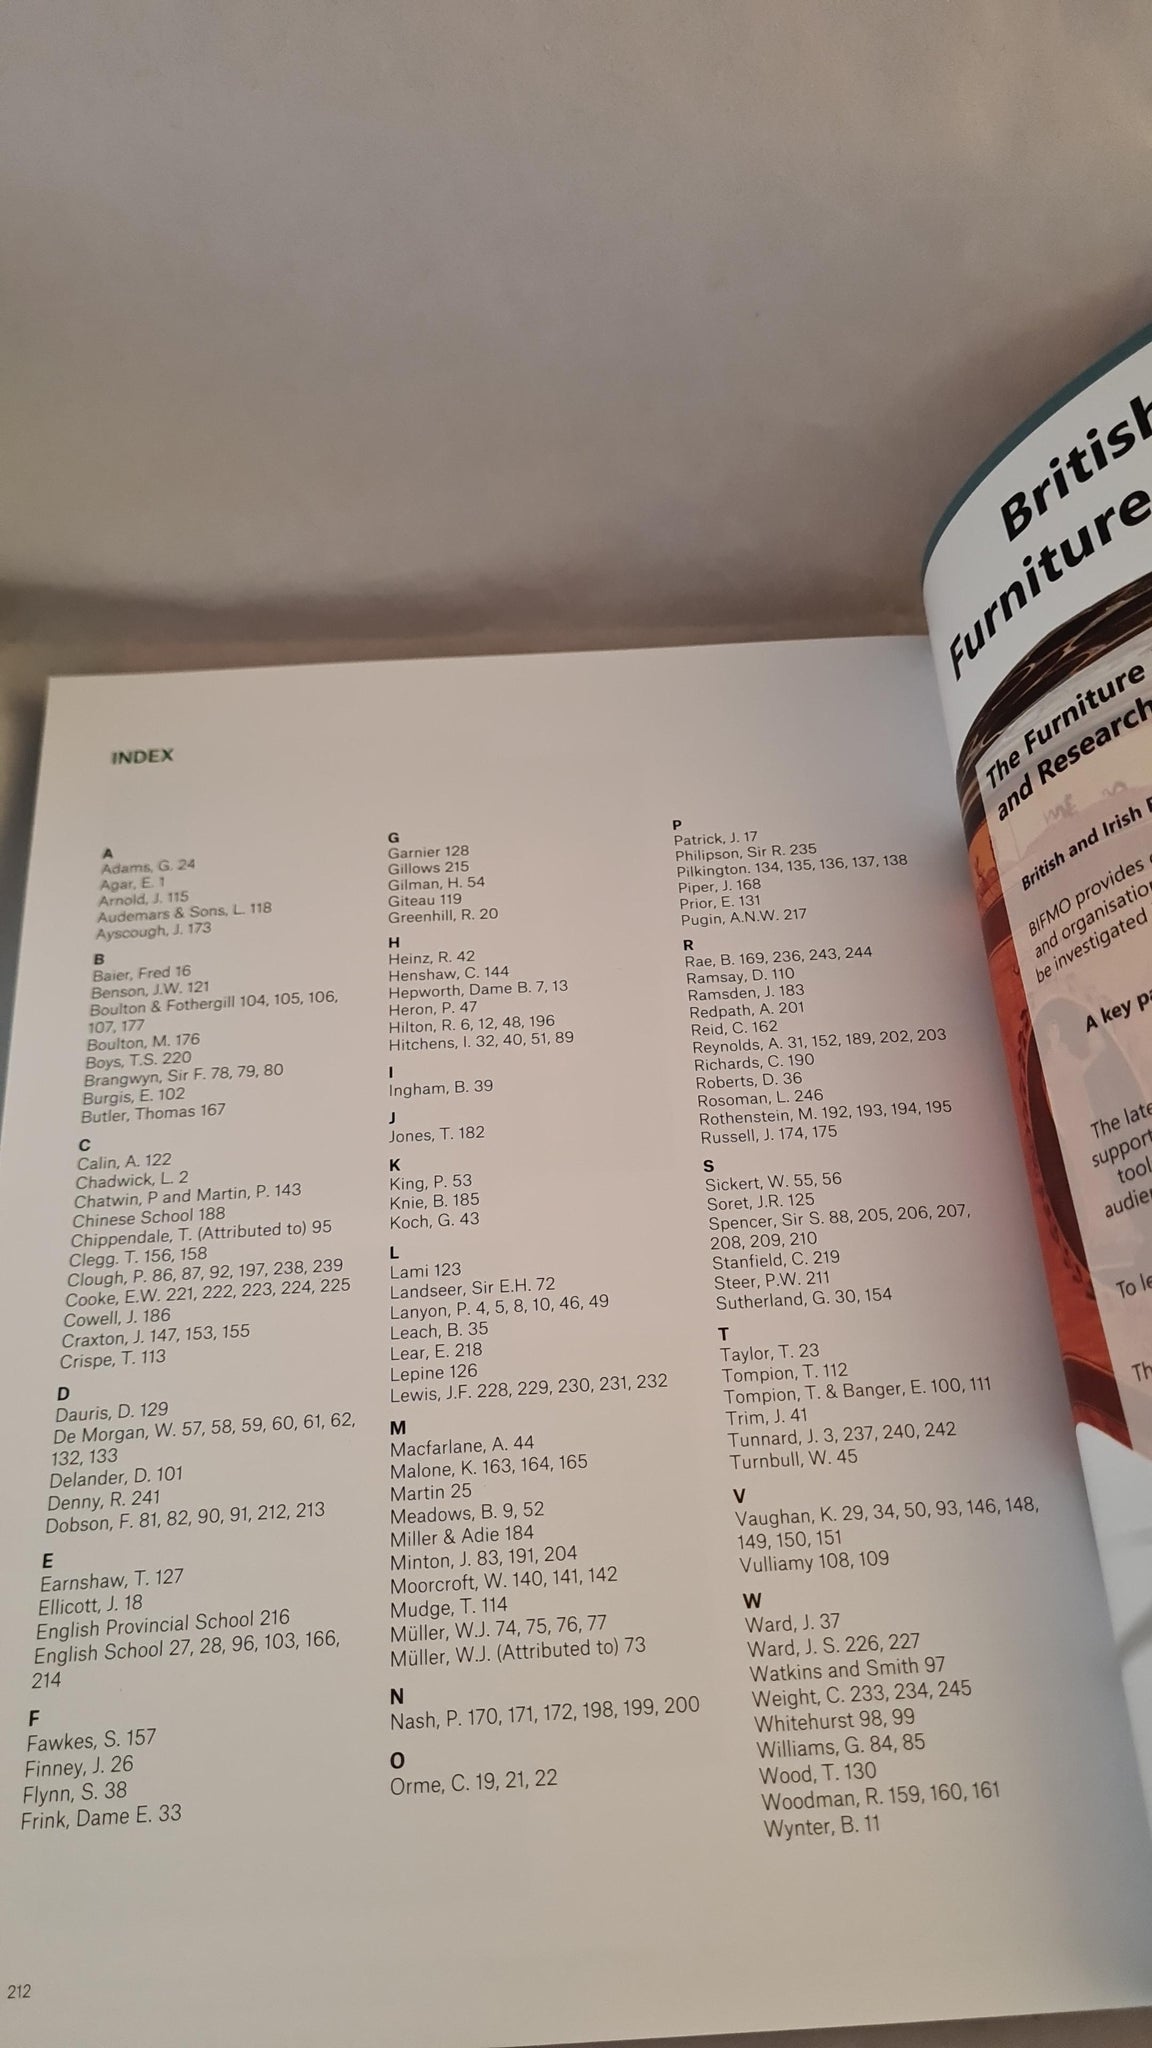 INDEX
A
Adams, G. 24
Agar, E. 1
Arnold, J. 115
Audemars & Sons, L. 118
Ayscough, J. 173
B
Baier, Fred 16
Benson, J.W. 121
Boulton & Fothergill 104, 105, 106,
107, 177
Boulton, M. 176
Boys, T.S. 220
Brangwyn, Sir F. 78, 79, 80
Burgis, E. 102
Butler, Thomas 167
C
Calin, A. 122
Chadwick, L. 2
Chatwin, P and Martin, P. 143
Chinese School 188
Chippendale, T. (Attributed to) 95
Clegg. T. 156, 158
Clough, P. 86, 87, 92, 197, 238, 239
Cooke, E.W. 221, 222, 223, 224, 225
Cowell, J. 186
Craxton, J. 147, 153, 155
Crispe, T. 113
D
Dauris, D. 129
De Morgan, W. 57, 58, 59, 60, 61, 62,
132, 133
Delander, D. 101
Denny, R. 241
Dobson, F. 81, 82, 90, 91, 212, 213
E
Earnshaw, T. 127
Ellicott, J. 18
English Provincial School 216
English School 27, 28, 96, 103, 166,
214
F
Fawkes, S. 157
Finney, J. 26
Flynn, S. 38
Frink, Dame E. 33
G
Garnier 128
Gillows 215
Gilman, H. 54
Giteau 119
Greenhill, R. 20
H
Heinz, R. 42
Henshaw, C. 144
Hepworth, Dame B. 7, 13
Heron, P. 47
Hilton, R. 6, 12, 48, 196
Hitchens, I. 32, 40, 51, 89
I
Ingham, B. 39
J
Jones, T. 182
K
King, P. 53
Knie, B. 185
Koch, G. 43
L
Lami 123
Landseer, Sir E.H. 72
Lanyon, P. 4, 5, 8, 10, 46, 49
Leach, B. 35
Lear, E. 218
Lepine 126
Lewis, J.F. 228, 229, 230, 231, 232
M
Macfarlane, A. 44
Malone, K. 163, 164, 165
Martin 25
Meadows, B. 9, 52
Miller & Adie 184
Minton, J. 83, 191, 204
Moorcroft, W. 140, 141, 142
Mudge, T. 114
Müller, W.J. 74, 75, 76, 77
Müller, W.J. (Attributed to) 73
N
Nash, P. 170, 171, 172, 198, 199, 200
O
Orme, C. 19, 21, 22
P
Patrick, J. 17
Philipson, Sir R. 235
Pilkington. 134, 135, 136, 137, 138
Piper, J. 168
Prior, E. 131
Pugin, A.N.W. 217
R
Rae, B. 169, 236, 243, 244
Ramsay, D. 110
Ramsden, J. 183
Redpath, A. 201
Reid, C. 162
Reynolds, A. 31, 152, 189, 202, 203
Richards, C. 190
Roberts, D. 36
Rosoman, L. 246
Rothenstein, M. 192, 193, 194, 195
Russell, J. 174, 175
S
Sickert, W. 55, 56
Soret, J.R. 125
Spencer, Sir S. 88, 205, 206, 207,
208, 209, 210
Stanfield, C. 219
Steer, P.W. 211
Sutherland, G. 30, 154
T
Taylor, T. 23
Tompion, T. 112
Tompion, T. & Banger, E. 100, 111
Trim, J. 41
Tunnard, J. 3, 237, 240, 242
Turnbull, W. 45
V
Vaughan, K. 29, 34, 50, 93, 146, 148,
149, 150, 151
Vulliamy 108, 109
W
Ward, J. 37
Ward, J. S. 226, 227
Watkins and Smith 97
Weight, C. 233, 234, 245
Whitehurst 98, 99
Williams, G. 84, 85
Wood, T. 130
Woodman, R. 159, 160, 161
Wynter, B. 11
212
British
Furniture
The Furniture
and Research
British and Irish
BIFMO provides
and organisation
be investigated
A key
The late
support
tool
To